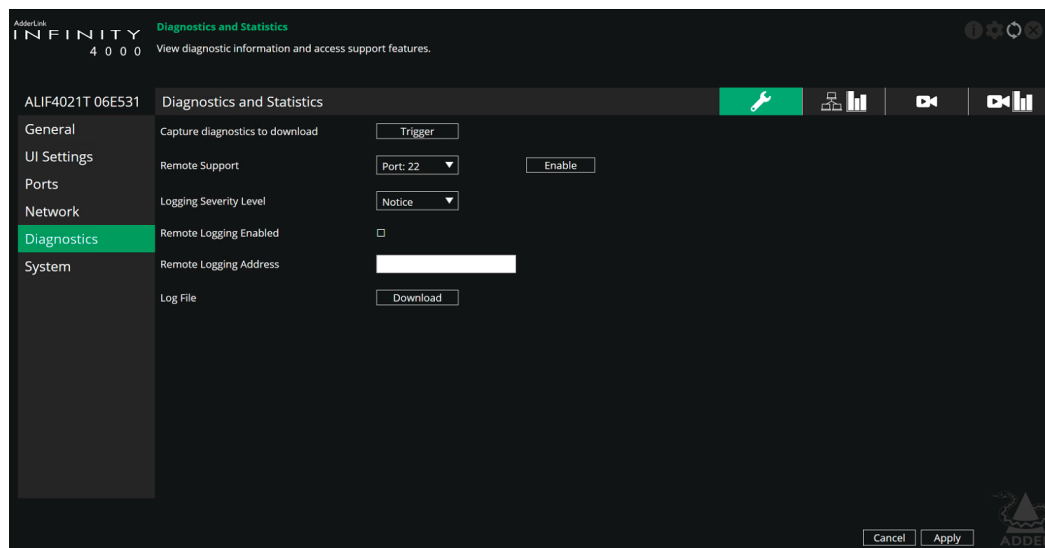 AdderLink
INFINITY
4000
Diagnostics and Statistics
View diagnostic information and access support features.
ALIF4021T 06E531
Diagnostics and Statistics
General
UI Settings
Ports
Network
Diagnostics
System
Capture diagnostics to download
Trigger
Remote Support
Port: 22
Enable
Logging Severity Level
Notice
Remote Logging Enabled
Remote Logging Address
Log File
Download
Cancel
Apply
ADDE